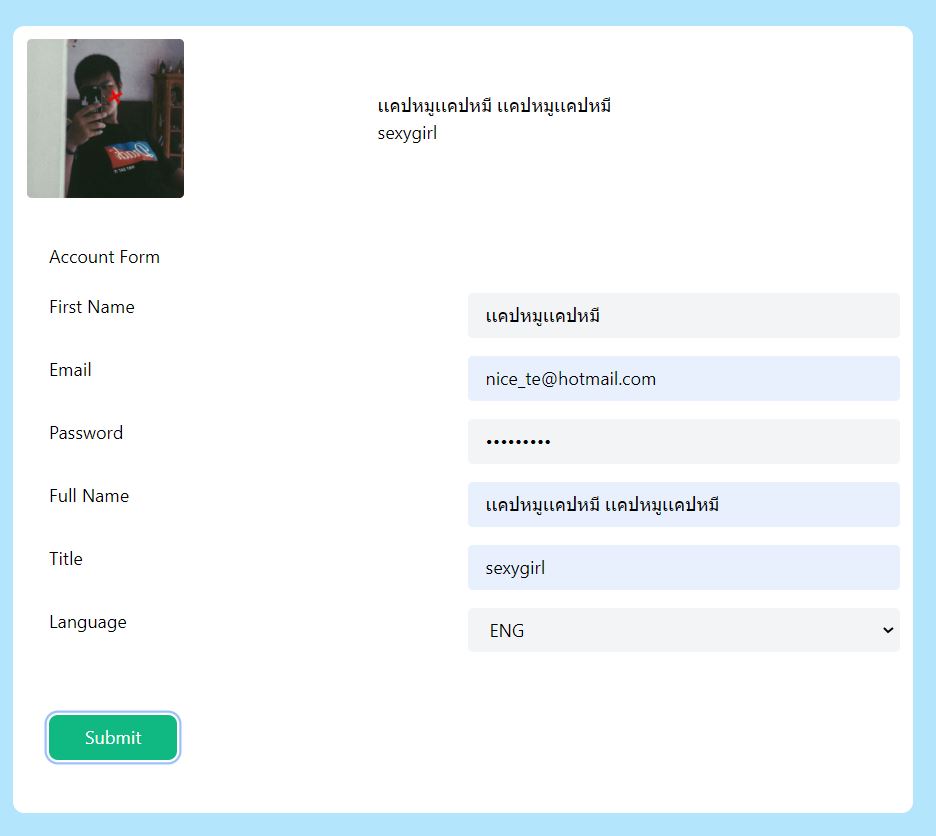 แคปหมูแคปหมี แคปหมูแคปหมี
sexygirl
Account Form
First Name
แคปหมูแคปหมี
Email
nice_te@hotmail.com
Password
•••••••••
Full Name
แคปหมูแคปหมี แคปหมูแคปหมี
Title
sexygirl
Language
ENG
Submit